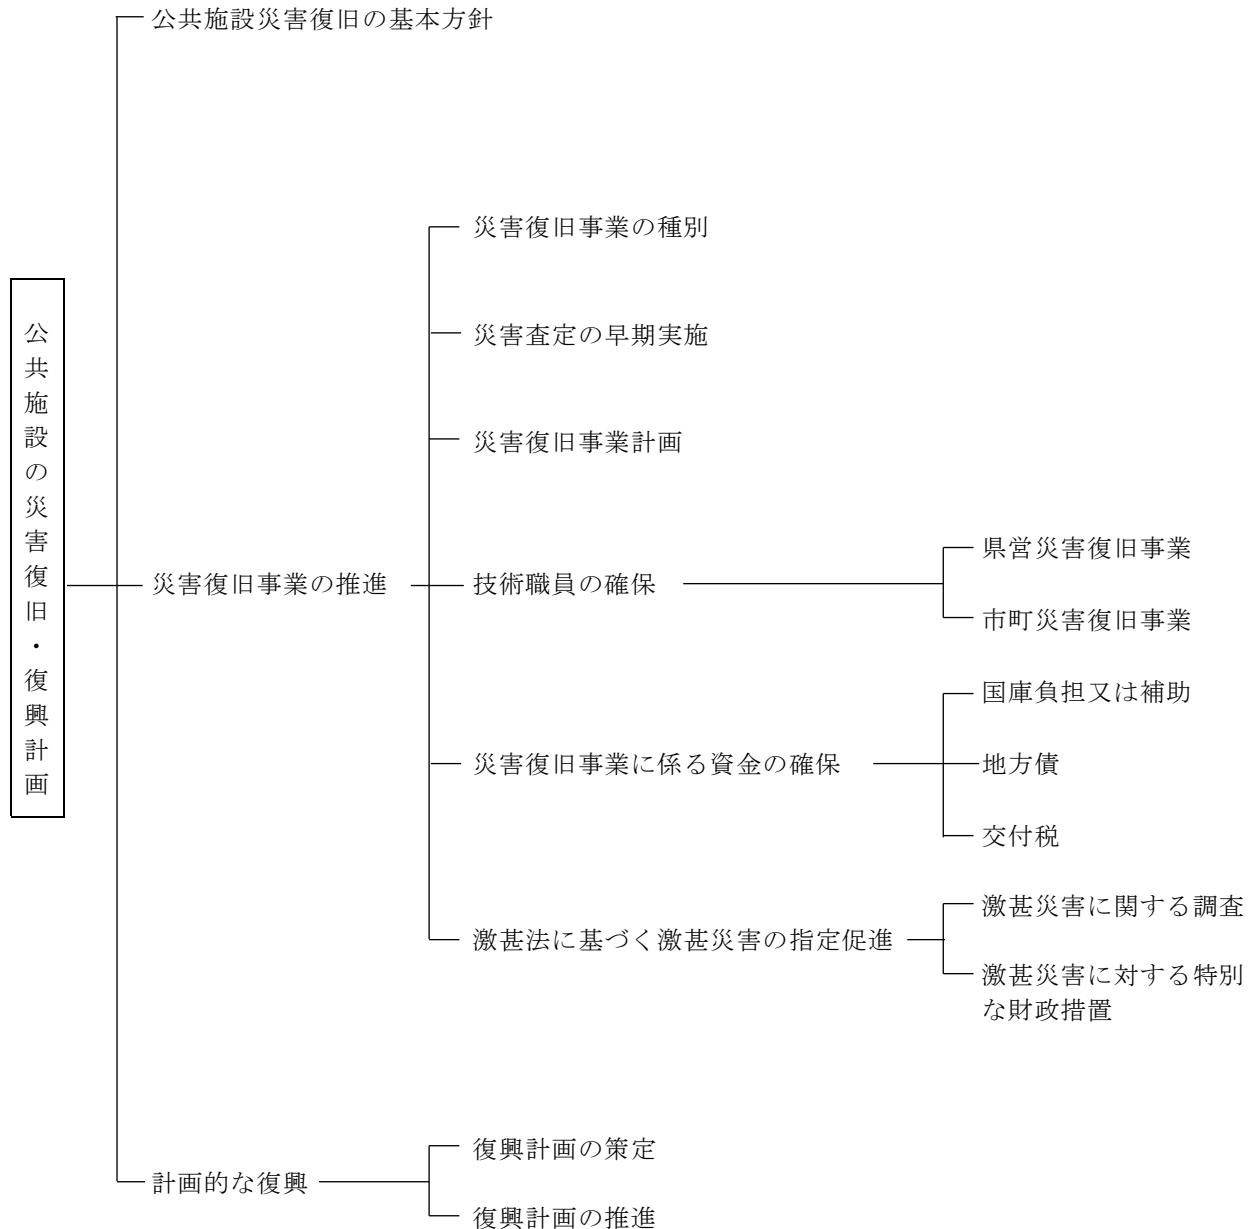 公共施設の災害復旧・復興計画
公共施設災害復旧の基本方針
災害復旧事業の推進
災害復旧事業の種別
災害査定の早期実施
災害復旧事業計画
技術職員の確保
県営災害復旧事業
市町災害復旧事業
災害復旧事業に係る資金の確保
国庫負担又は補助
地方債
交付税
激甚法に基づく激甚災害の指定促進
激甚災害に関する調査
激甚災害に対する特別
な財政措置
計画的な復興
復興計画の策定
復興計画の推進